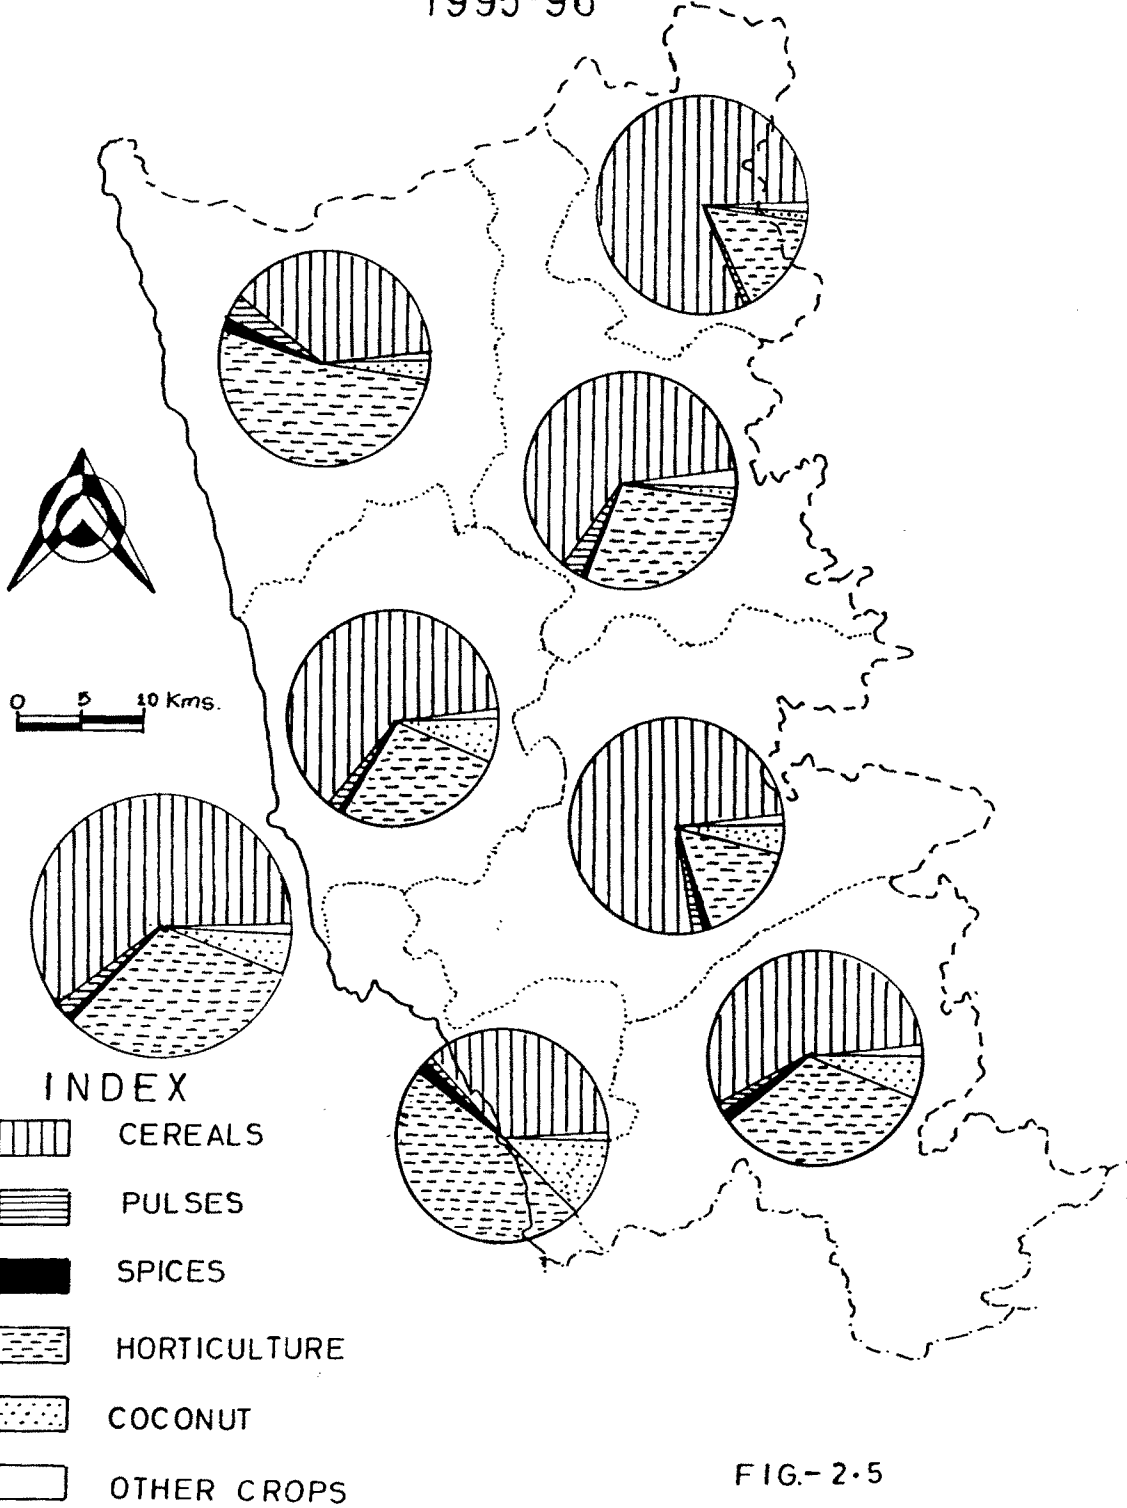 1995-96
0 5 10 Kms.
INDEX
CEREALS
PULSES
SPICES
HORTICULTURE
COCONUT
OTHER CROPS
FIG.- 2.5